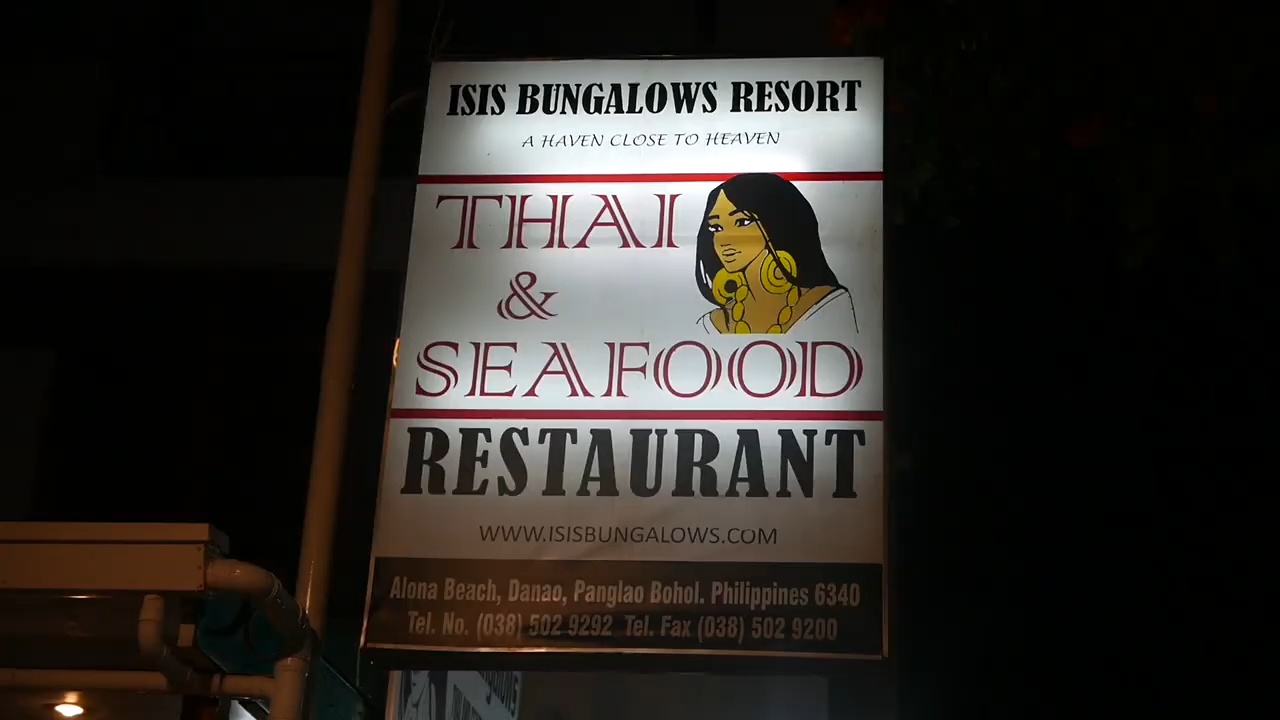 ISIS BUNGALOWS RESORT
A HAVEN CLOSE TO HEAVEN
THAI
&
SEAFOOD
RESTAURANT
WWW.ISISBUNGALOWS.COM
Alona Beach, Danao, Panglao Bohol. Philippines 6340
Tel. No. (038) 502 9292 Tel. Fax (038) 502 9200